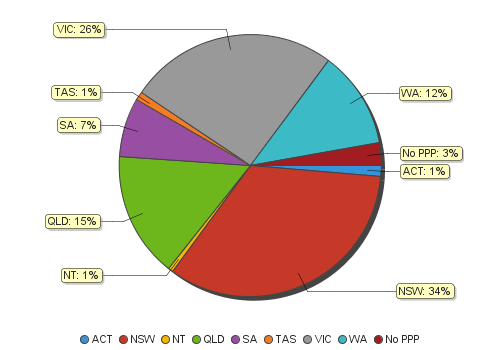 VIC: 26%
TAS: 1%
WA: 12%
SA: 7%
No PPP: 3%
ACT: 1%
QLD: 15%
NT: 1%
NSW: 34%
ACT NSW NT QLD SA TAS VIC WA No PPP